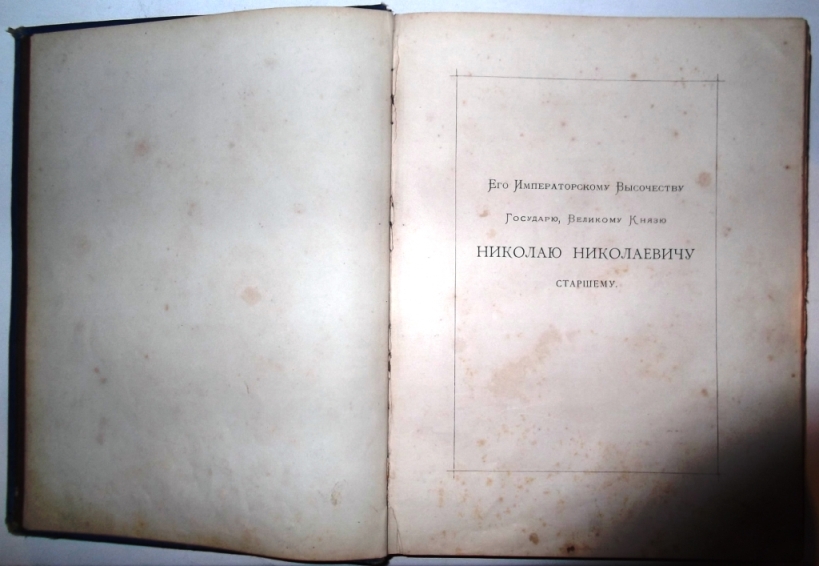 Его Императорскому Высочеству
Государю, Великому Князю
НИКОЛАЮ НИКОЛАЕВИЧУ
СТАРШЕМУ.